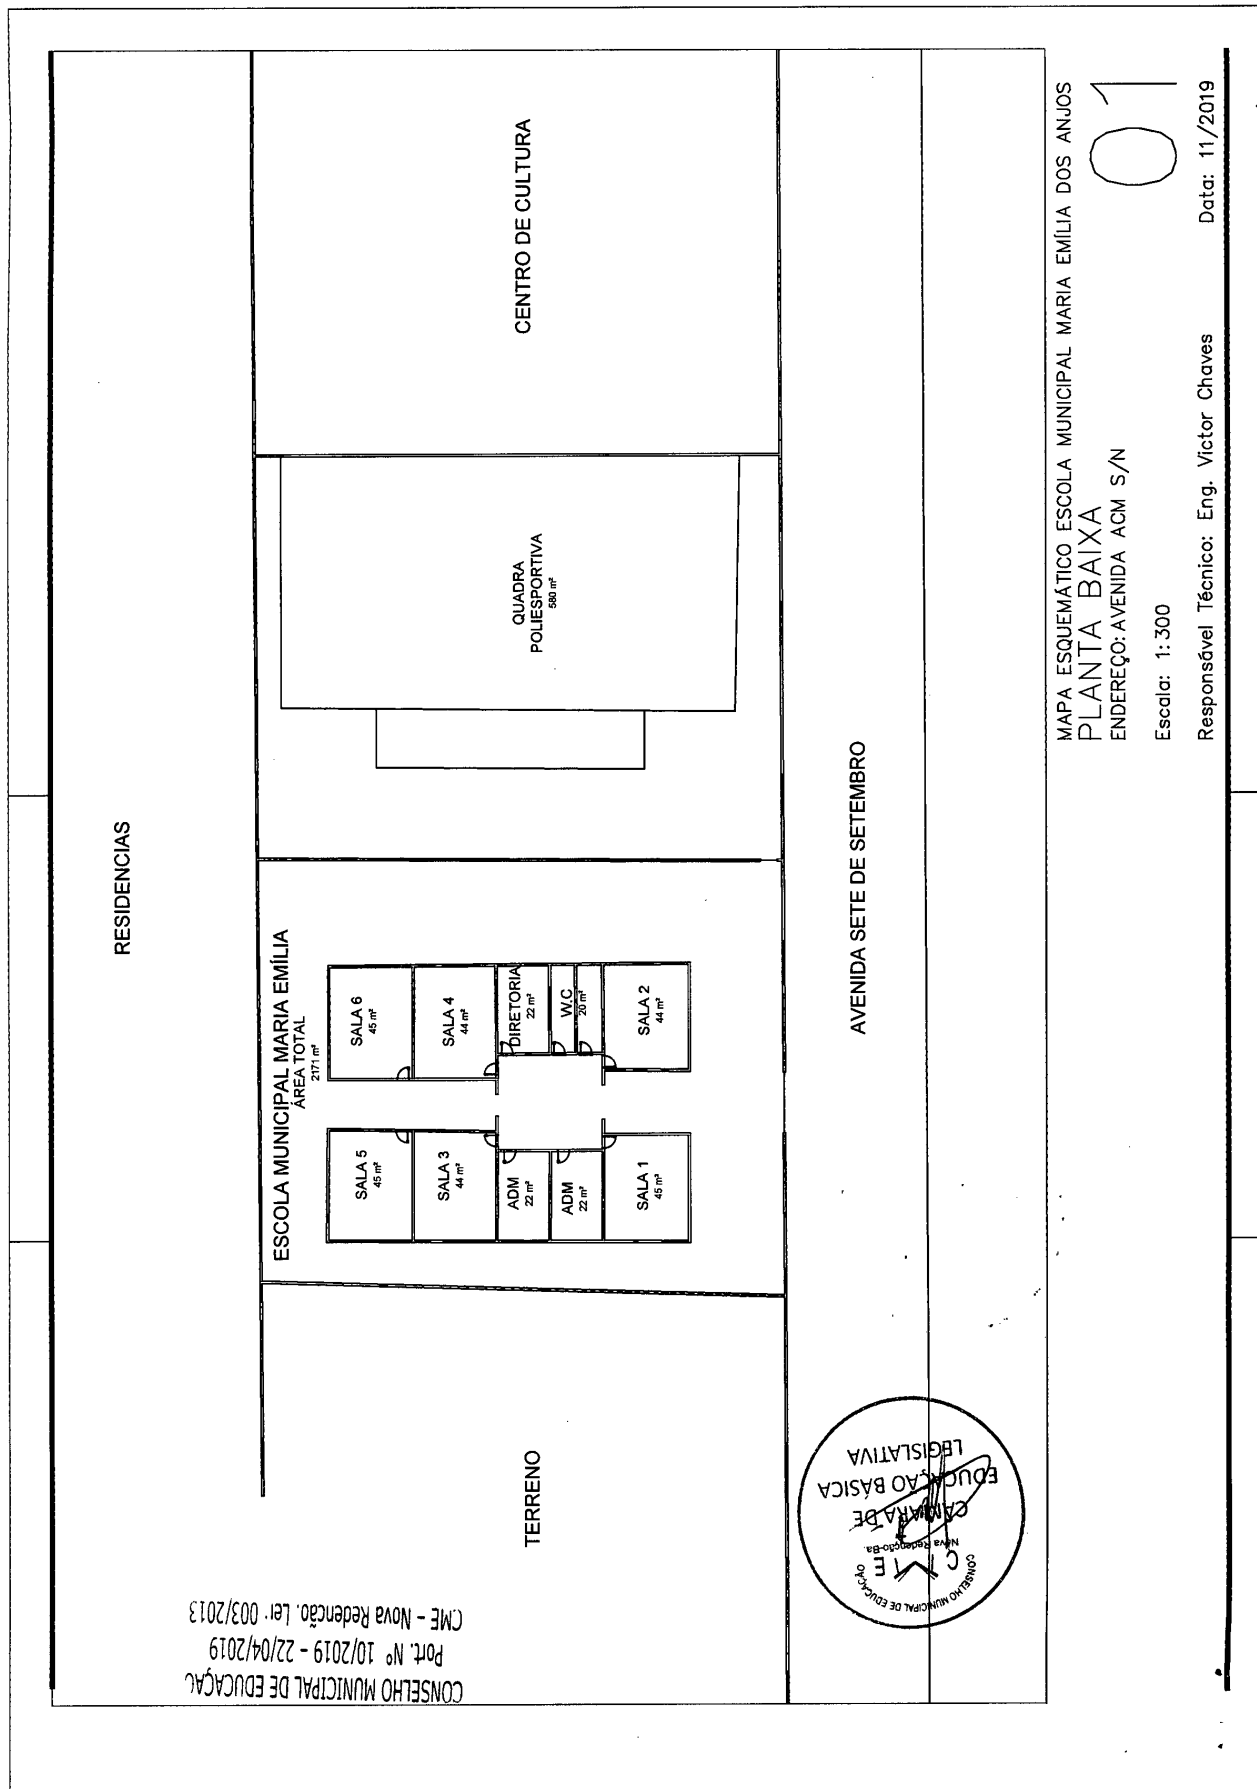 RESIDENCIAS
ESCOLA MUNICIPAL MARIA EMÍLIA
ÁREA TOTAL
2171 m²
SALA 5
45 m²
SALA 6
45 m²
SALA 3
44 m²
SALA 4
44 m²
ADM
22 m²
DIRETORIA
22 m²
ADM
22 m²
W.C
20 m²
SALA 1
45 m²
SALA 2
44 m²
TERRENO
QUADRA
POLIESPORTIVA
580 m²
CENTRO DE CULTURA
AVENIDA SETE DE SETEMBRO
MAPA ESQUEMÁTICO ESCOLA MUNICIPAL MARIA EMÍLIA DOS ANJOS
PLANTA BAIXA
01
ENDEREÇO: AVENIDA ACM S/N
Escala: 1:300
Responsável Técnico: Eng. Victor Chaves
Data: 11/2019
CONSELHO MUNICIPAL DE EDUCAÇÃO
Port. Nº 10/2019 - 22/04/2019
CME - Nova Redenção. Lei 003/2013
CONSELHO MUNICIPAL DE EDUCAÇÃO
C M E
Nova Redenção-Ba.
CÂMARA DE
EDUCAÇÃO BÁSICA
LEGISLATIVA